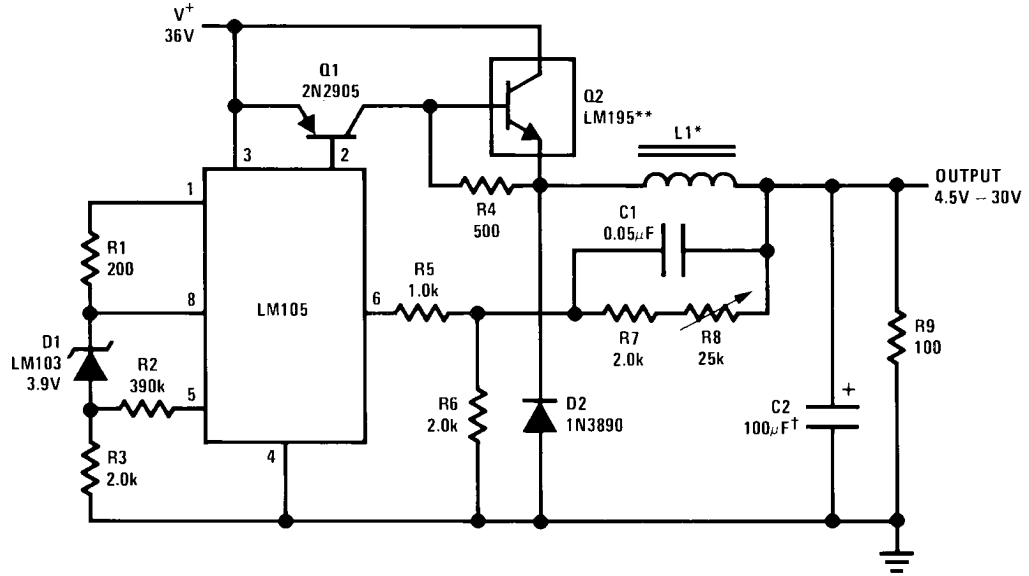 V+
36V
Q1
2N2905
Q2
LM195**
L1*
OUTPUT
4.5V – 30V
3
2
1
R4
500
C1
0.05μF
R1
200
R5
1.0k
8
LM105
6
R7
2.0k
R8
25k
R9
100
D1
LM103
3.9V
R2
390k
5
R6
2.0k
D2
1N3890
+
C2
100μF†
R3
2.0k
4